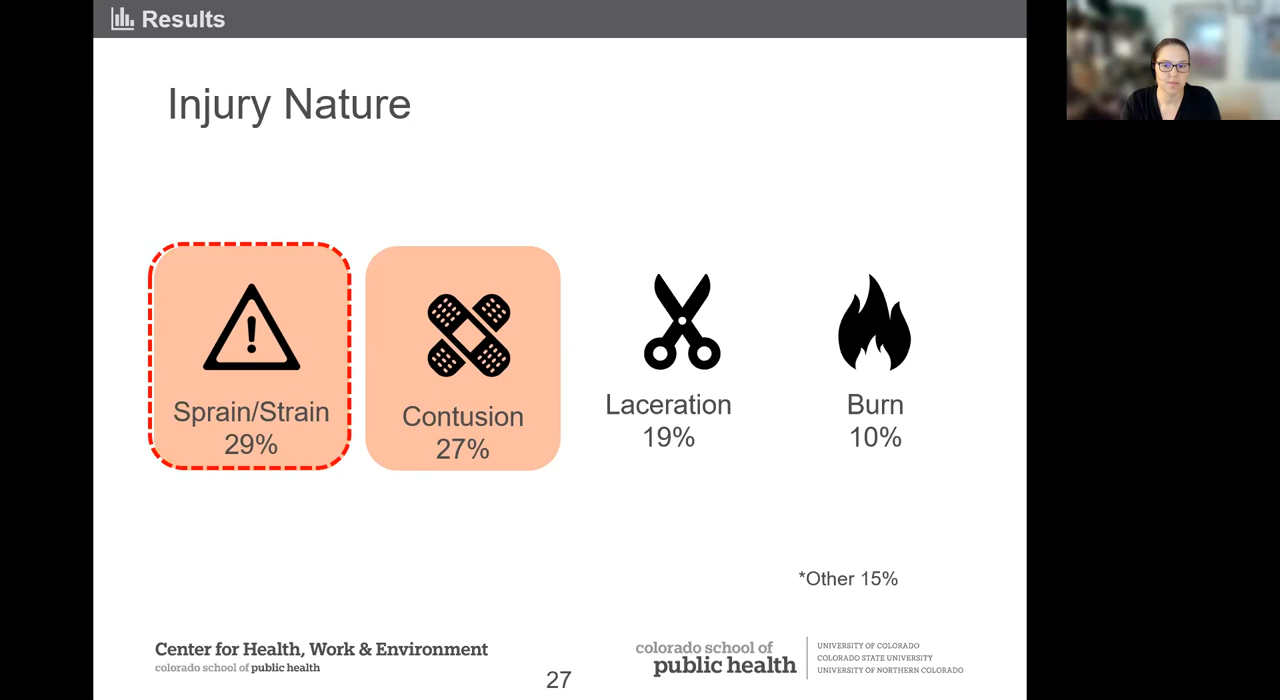 Results
Injury Nature
Sprain/Strain
29%
Contusion
27%
Laceration
19%
Burn
10%
*Other 15%
Center for Health, Work & Environment
colorado school of public health
27
colorado school of
public health
UNIVERSITY OF COLORADO
COLORADO STATE UNIVERSITY
UNIVERSITY OF NORTHERN COLORADO